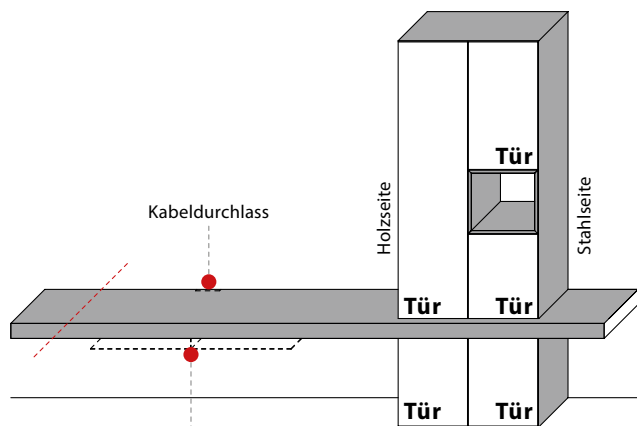 Tür
Kabeldurchlass
Holzseite
Stahlseite
Tür
Tür
Tür
Tür